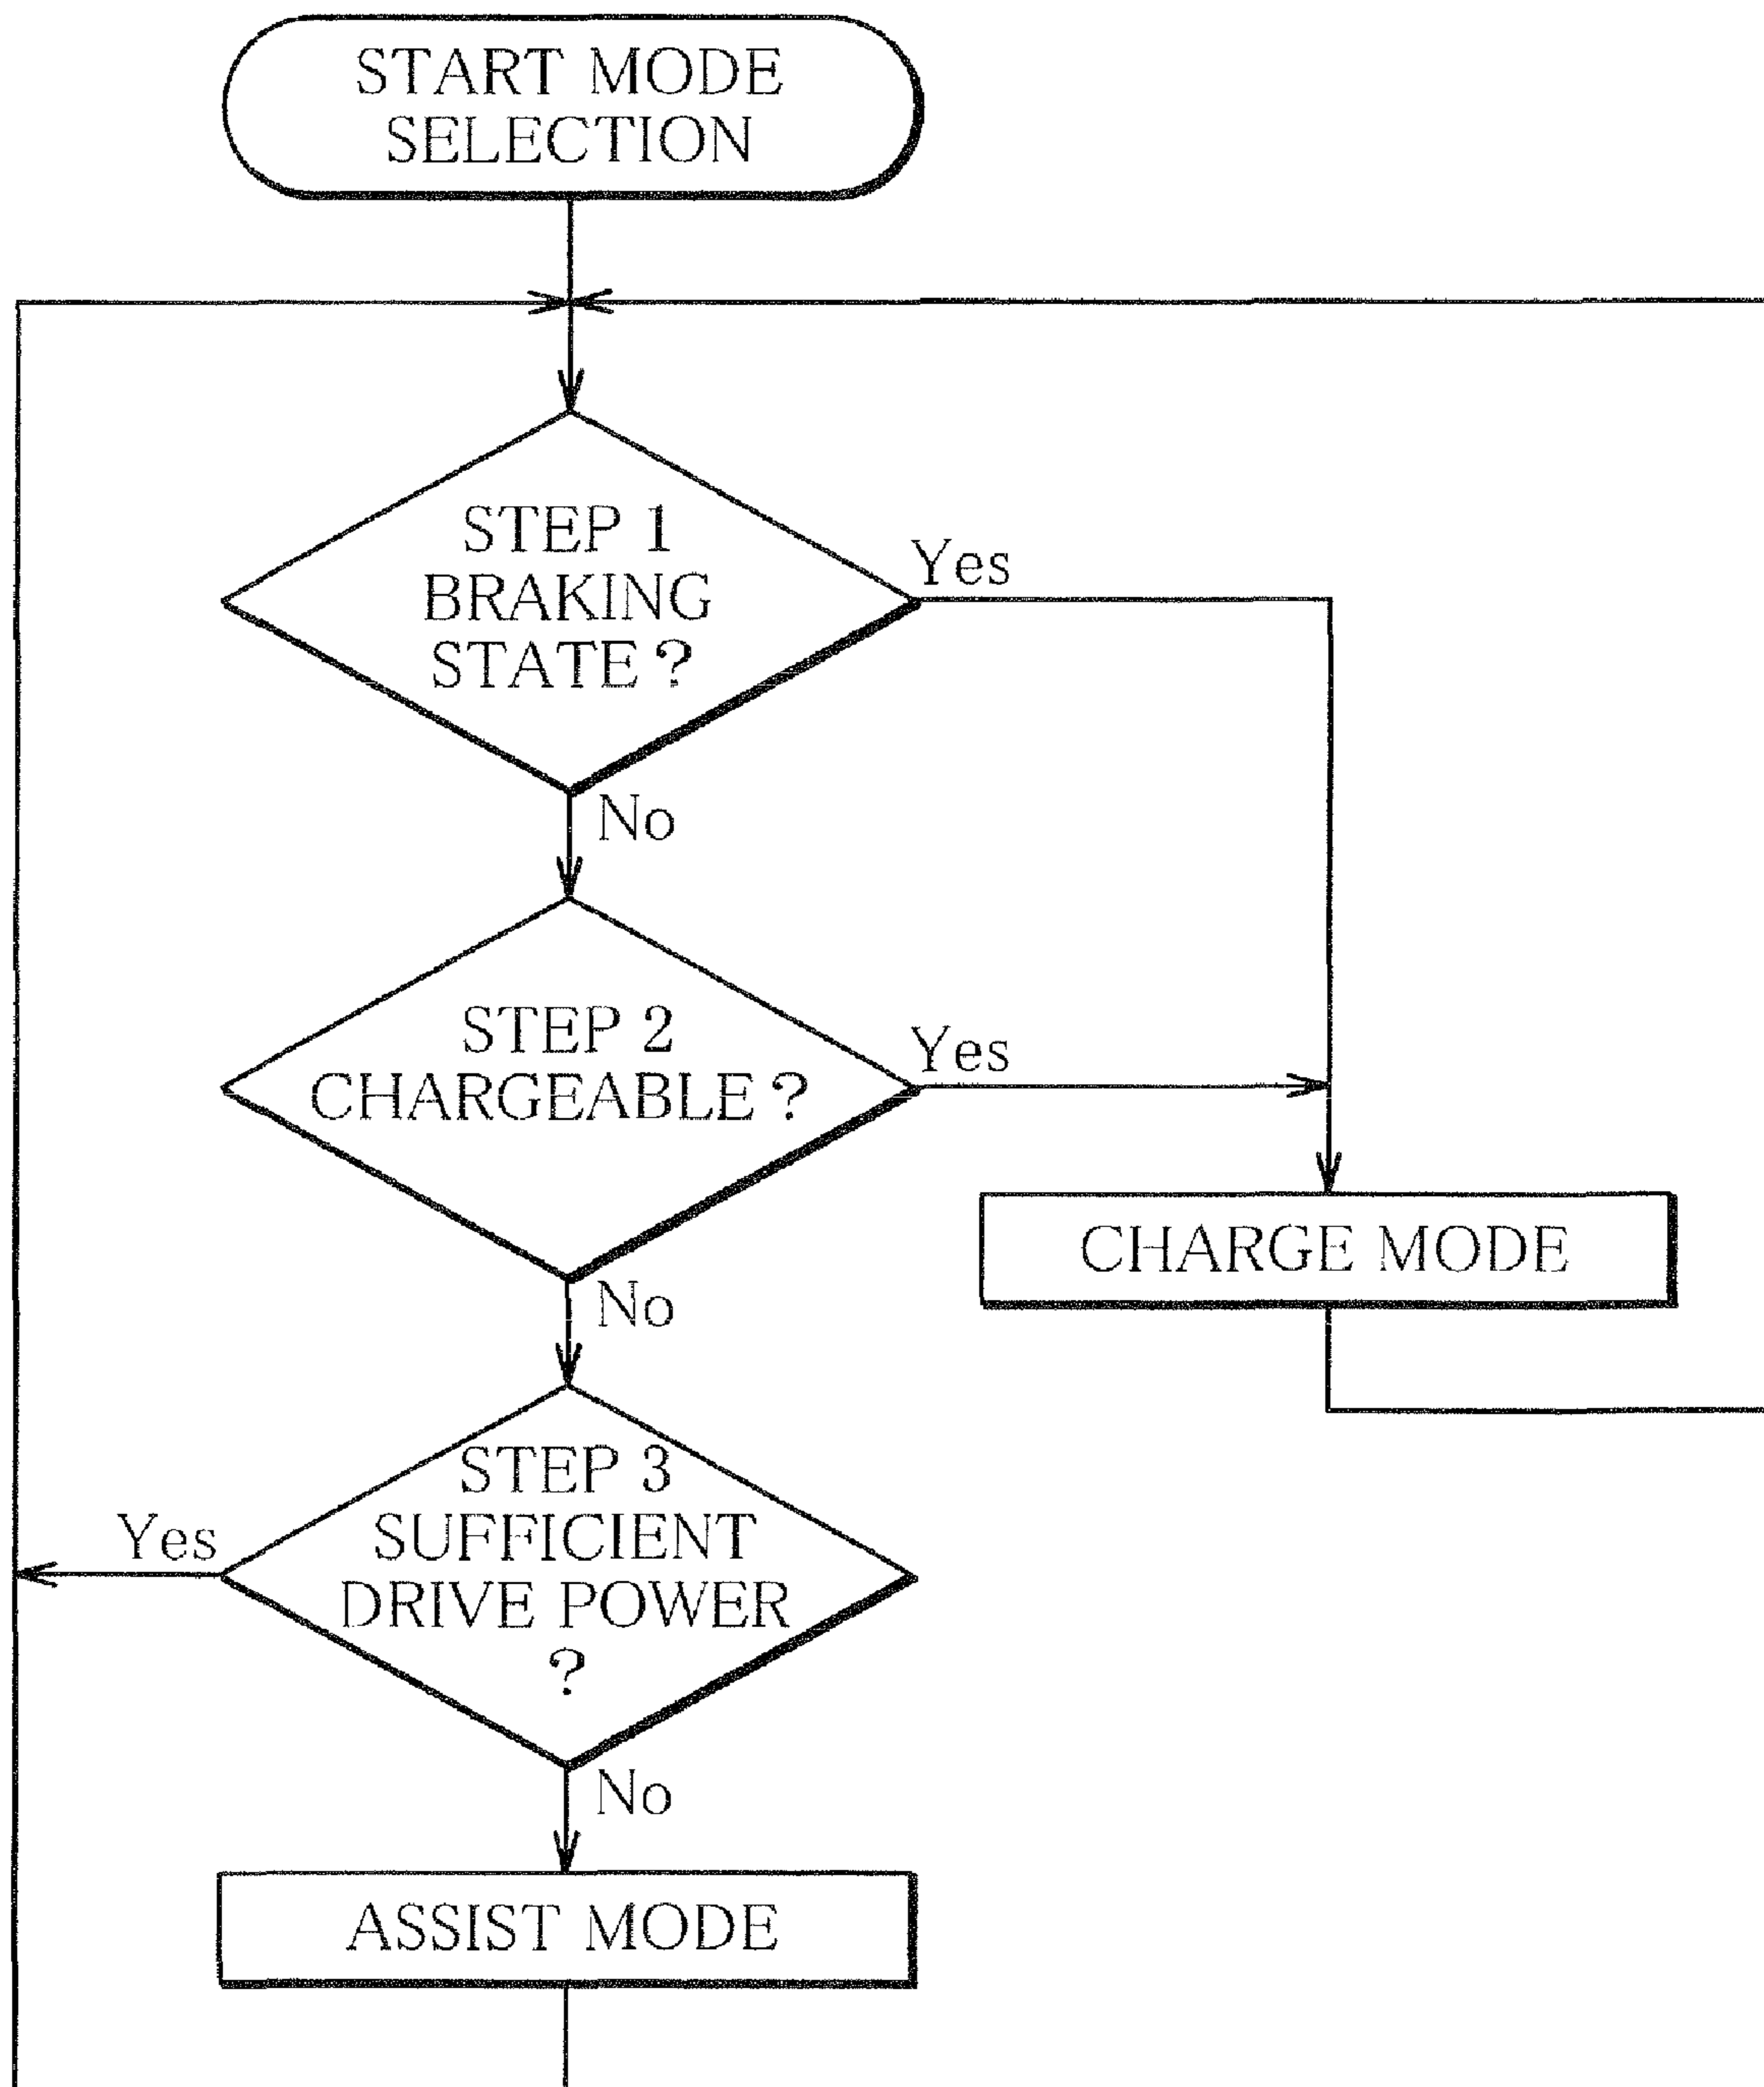 START MODE
SELECTION
STEP 1
BRAKING
STATE?
Yes
No
STEP 2
CHARGEABLE?
Yes
No
CHARGE MODE
STEP 3
SUFFICIENT
DRIVE POWER
?
Yes
No
ASSIST MODE